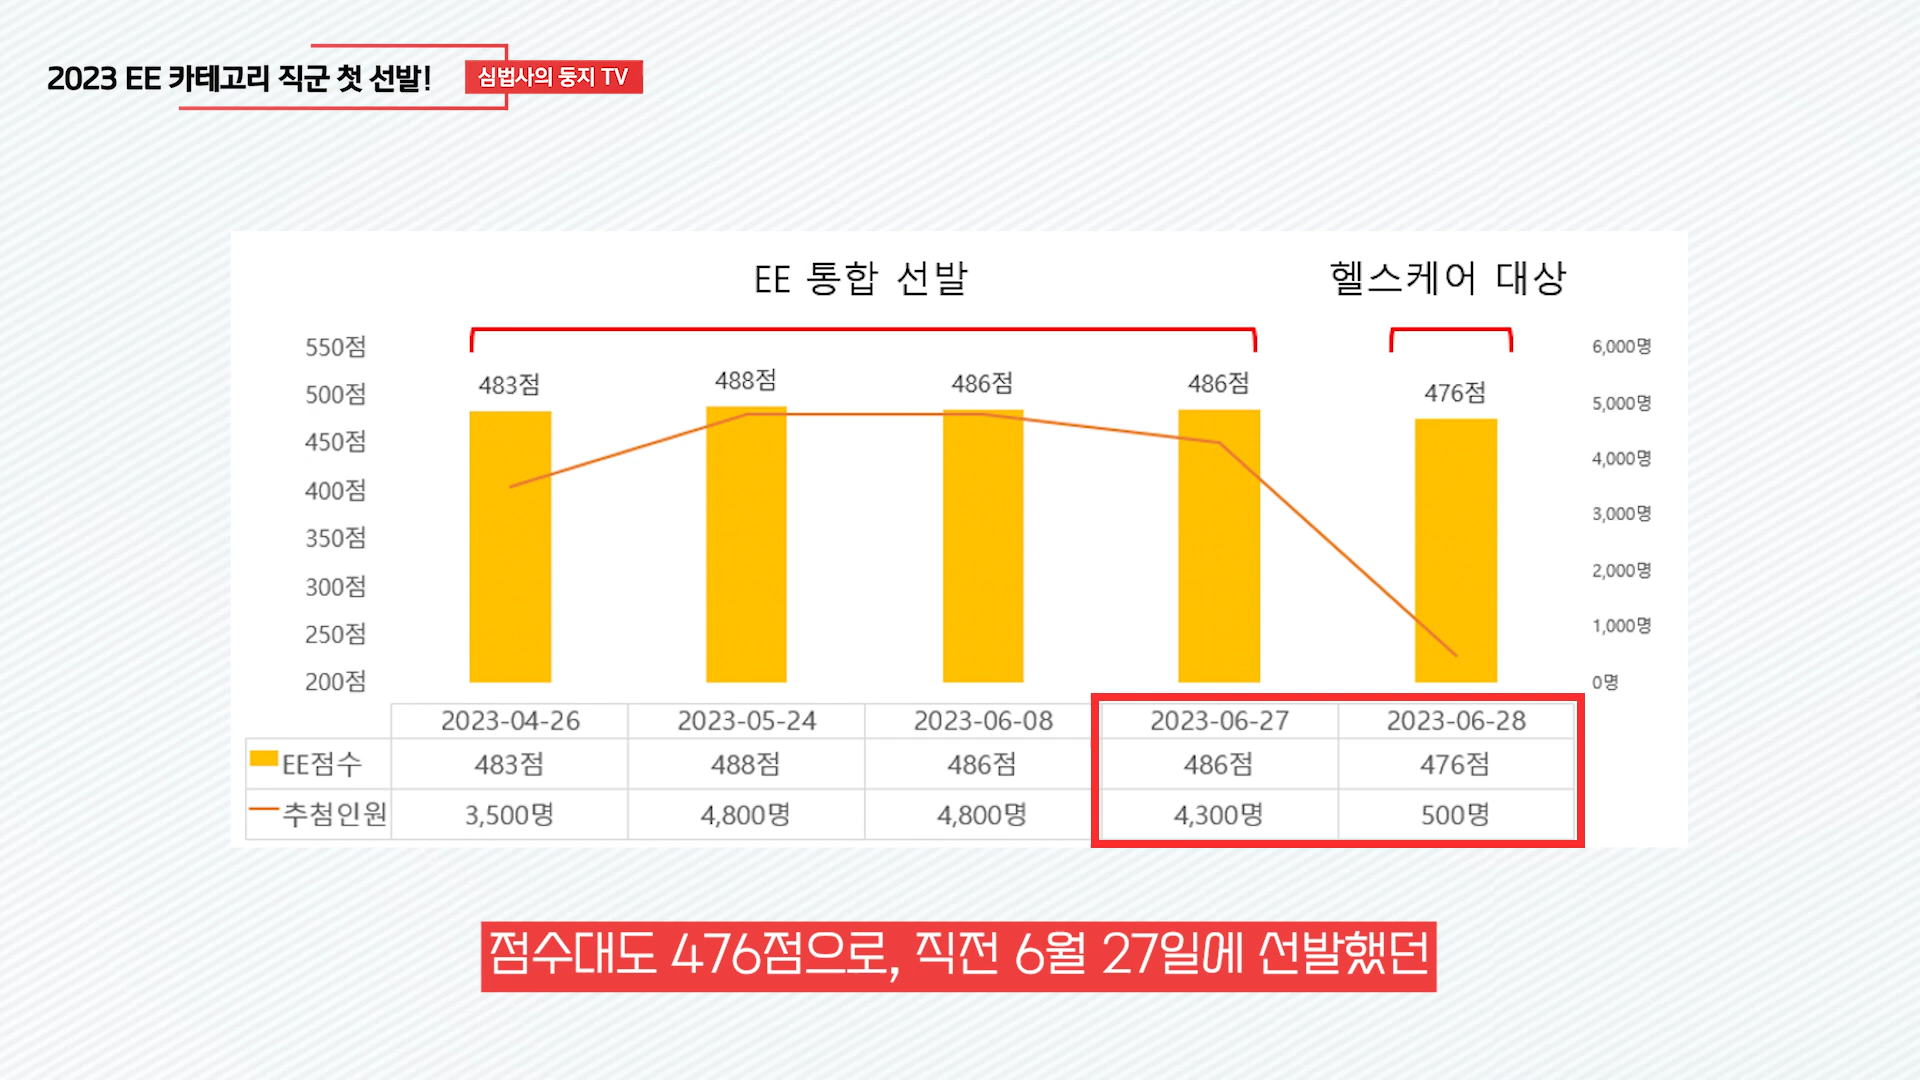 2023 EE 카테고리 직군 첫 선발!
심법사의 둥지 TV
EE 통합 선발
헬스케어 대상
550점
500점
450점
400점
350점
300점
250점
200점
483점
488점
486점
486점
476점
6,000명
5,000명
4,000명
3,000명
2,000명
1,000명
0명
2023-04-26 2023-05-24 2023-06-08 2023-06-27 2023-06-28
EE점수 483점 488점 486점 486점 476점
추첨인원 3,500명 4,800명 4,800명 4,300명 500명
점수대도 476점으로, 직전 6월 27일에 선발했던